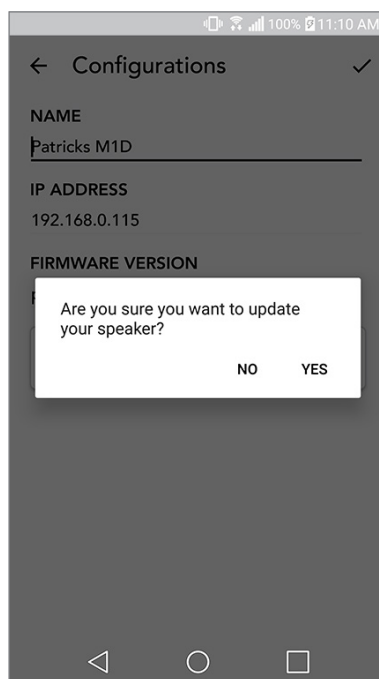 100% 11:10 AM
Configurations
NAME
Patricks M1D
IP ADDRESS
192.168.0.115
FIRMWARE VERSION
Are you sure you want to update
your speaker?
NO YES